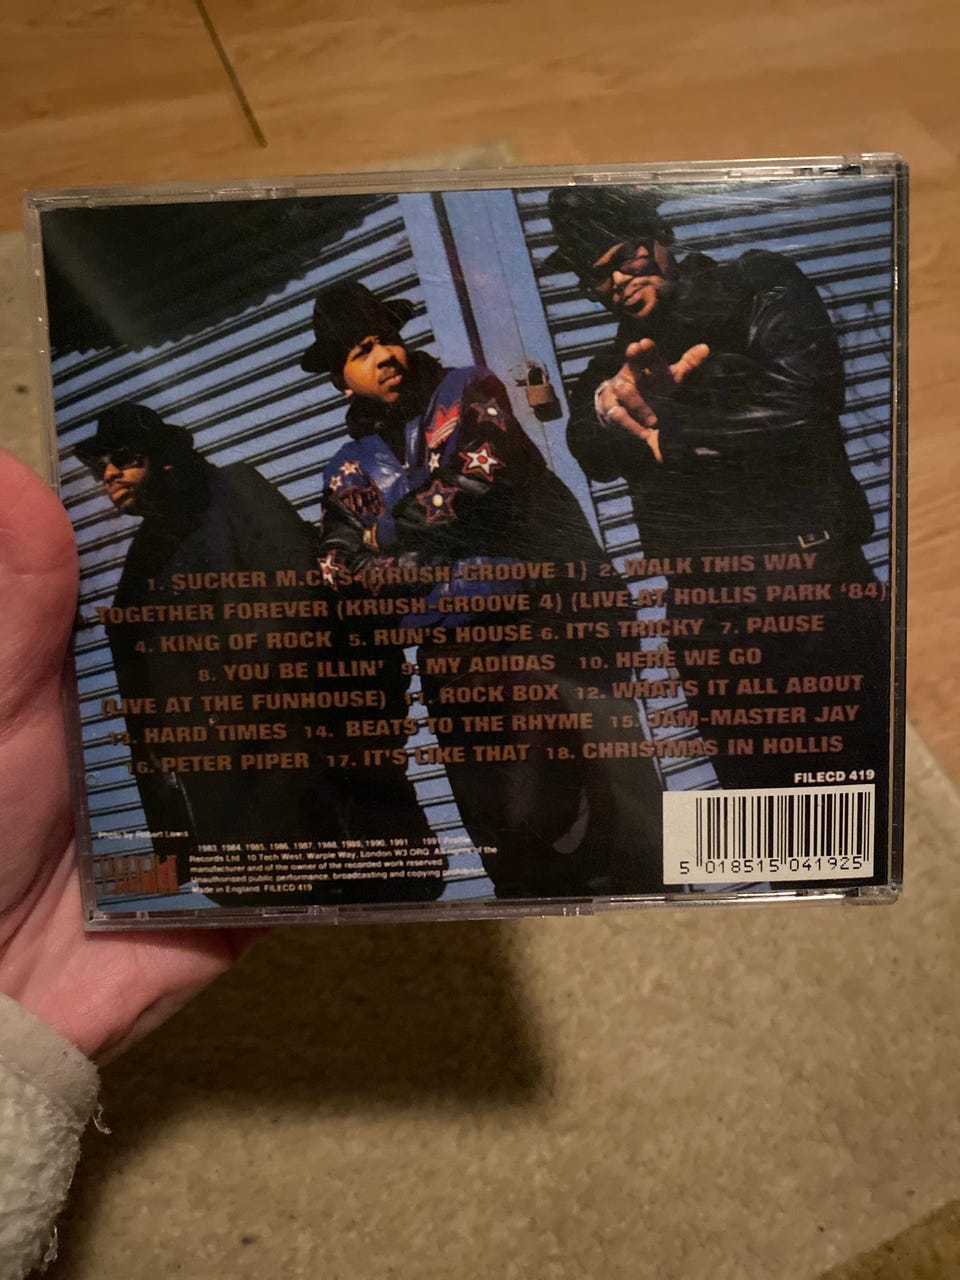 1. SUCKER M.C.'S (KRUSH-GROOVE 1) 2. WALK THIS WAY
TOGETHER FOREVER (KRUSH-GROOVE 4) (LIVE AT HOLLIS PARK '84)
4. KING OF ROCK 5. RUN'S HOUSE 6. IT'S TRICKY 7. PAUSE
8. YOU BE ILLIN' 9. MY ADIDAS 10. HERE WE GO
(LIVE AT THE FUNHOUSE) 11. ROCK BOX 12. WHAT'S IT ALL ABOUT
13. HARD TIMES 14. BEATS TO THE RHYME 15. JAM-MASTER JAY
16. PETER PIPER 17. IT'S LIKE THAT 18. CHRISTMAS IN HOLLIS
FILECD 419
5 018515 041925
Photo by Robert Lewis
1983, 1984, 1985, 1986, 1987, 1988, 1989, 1990, 1991 1991 Profile
Records Ltd 10 Tech West, Warple Way, London W3 ORQ. All rights of the
manufacturer and of the owner of the recorded work reserved.
Unauthorised public performance, broadcasting and copying prohibited.
Made in England FILECD 419